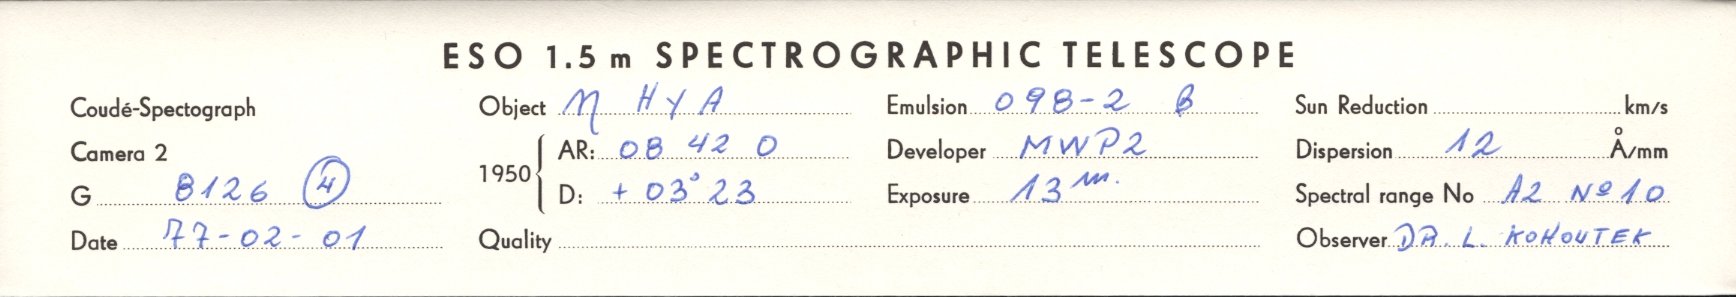 ESO 1.5 m SPECTROGRAPHIC TELESCOPE
Coudé-Spectograph
Camera 2
G 8126 4
Date 77-02-01
Object η HYA
1950 AR: 08 42 0
D: + 03° 23
Quality
Emulsion 098-2 B
Developer MWP2
Exposure 13 m.
Sun Reduction km/s
Dispersion 12 Å/mm
Spectral range No A2 Nº 10
Observer DR. L. KOHOUTEK